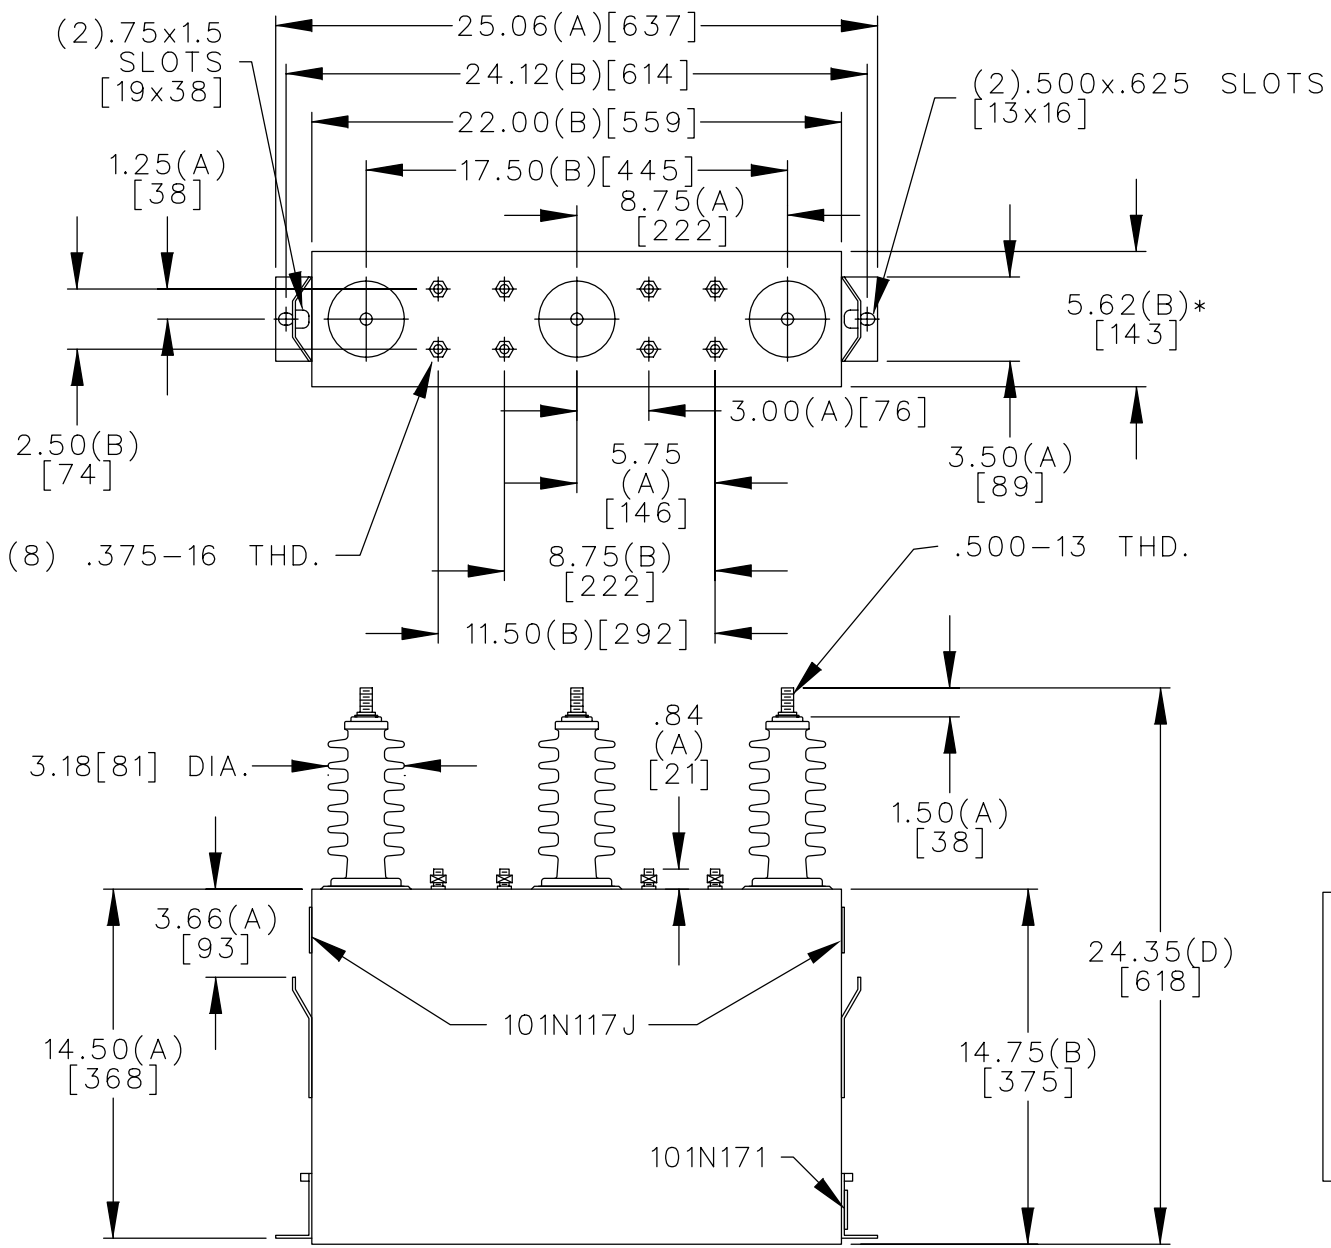 (2).75x1.5
SLOTS
[19x38]
25.06(A)[637]
24.12(B)[614]
22.00(B)[559]
17.50(B)[445]
8.75(A)
[222]
(2).500x.625 SLOTS
[13x16]
1.25(A)
[38]
5.62(B)*
[143]
2.50(B)
[74]
3.00(A)[76]
5.75
(A)
[146]
3.50(A)
[89]
(8) .375-16 THD.
8.75(B)
[222]
.500-13 THD.
11.50(B)[292]
3.18[81] DIA.
.84
(A)
[21]
1.50(A)
[38]
3.66(A)
[93]
24.35(D)
[618]
101N117J
14.50(A)
[368]
14.75(B)
[375]
101N171